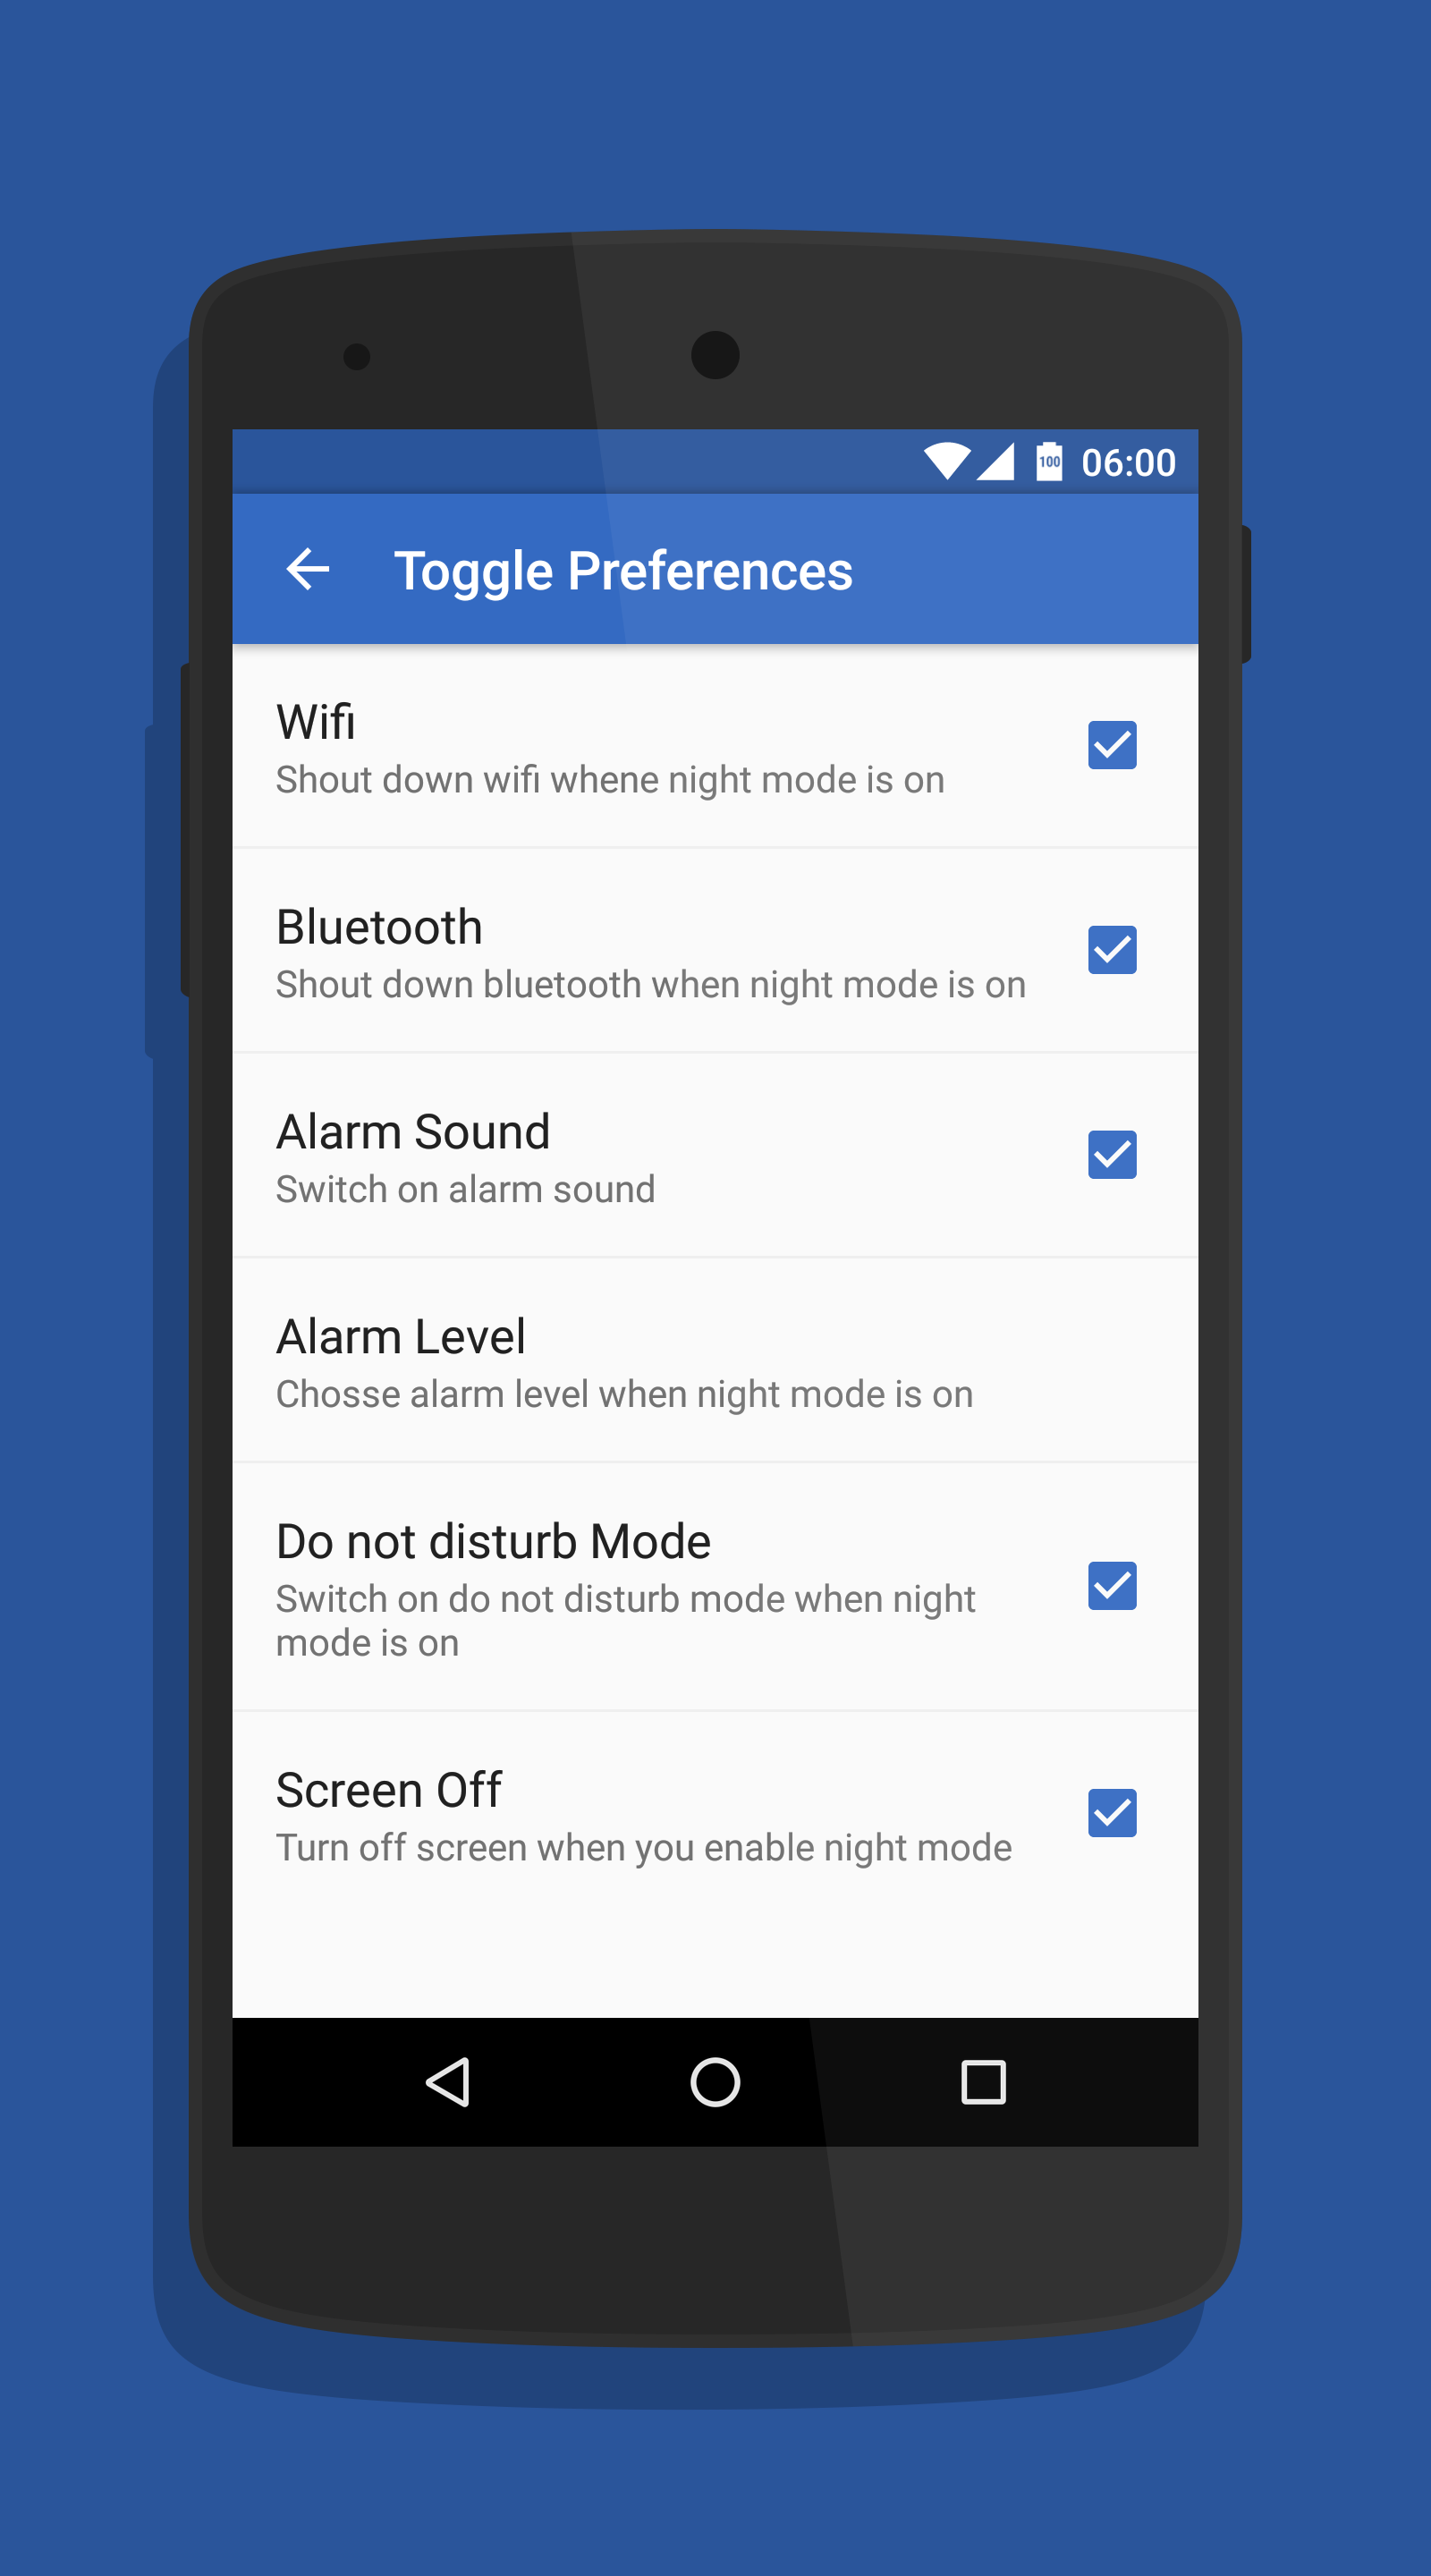 100 06:00
Toggle Preferences
Wifi
Shout down wifi whene night mode is on
Bluetooth
Shout down bluetooth when night mode is on
Alarm Sound
Switch on alarm sound
Alarm Level
Chosse alarm level when night mode is on
Do not disturb Mode
Switch on do not disturb mode when night
mode is on
Screen Off
Turn off screen when you enable night mode